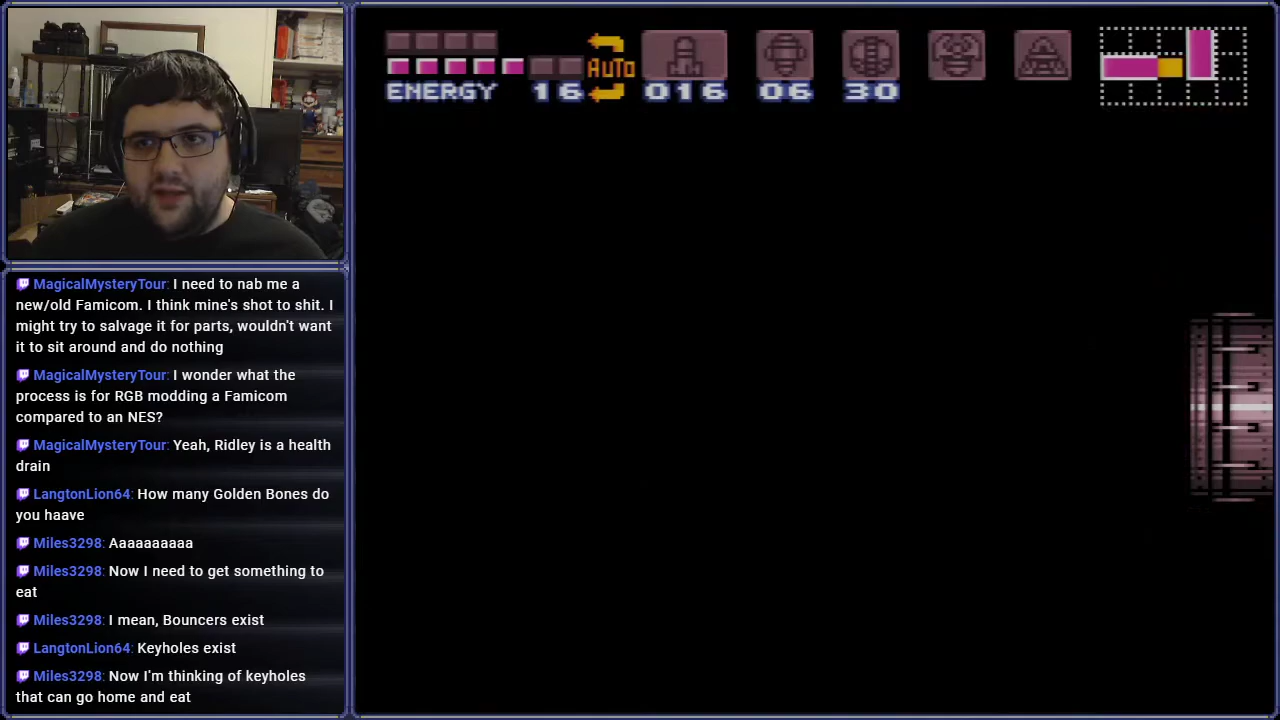 AUTO
ENERGY 16 016 06 30
MagicalMysteryTour: I need to nab me a
new/old Famicom. I think mine's shot to shit. I
might try to salvage it for parts, wouldn't want
it to sit around and do nothing
MagicalMysteryTour: I wonder what the
process is for RGB modding a Famicom
compared to an NES?
MagicalMysteryTour: Yeah, Ridley is a health
drain
LangtonLion64: How many Golden Bones do
you haave
Miles3298: Aaaaaaaaaa
Miles3298: Now I need to get something to
eat
Miles3298: I mean, Bouncers exist
LangtonLion64: Keyholes exist
Miles3298: Now I'm thinking of keyholes
that can go home and eat